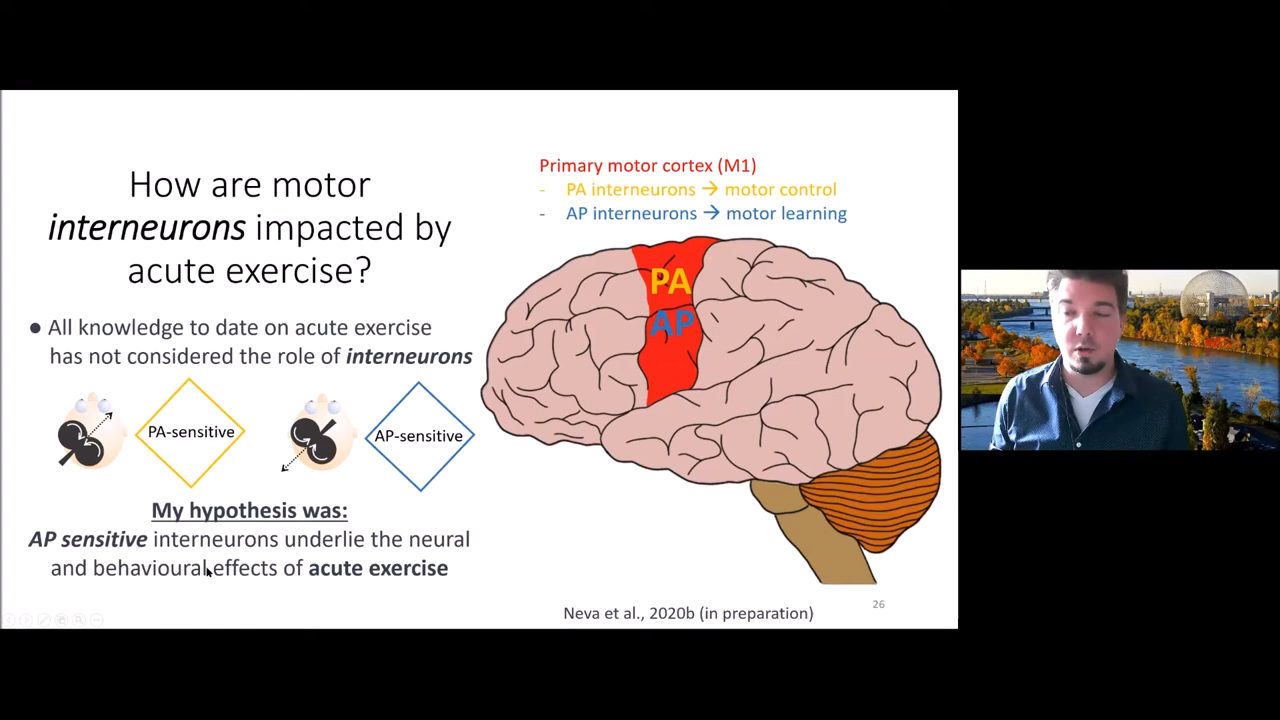 How are motor
interneurons impacted by
acute exercise?
● All knowledge to date on acute exercise
has not considered the role of interneurons
PA-sensitive
AP-sensitive
My hypothesis was:
AP sensitive interneurons underlie the neural
and behavioural effects of acute exercise
Primary motor cortex (M1)
- PA interneurons → motor control
- AP interneurons → motor learning
PA
AP
Neva et al., 2020b (in preparation)
26